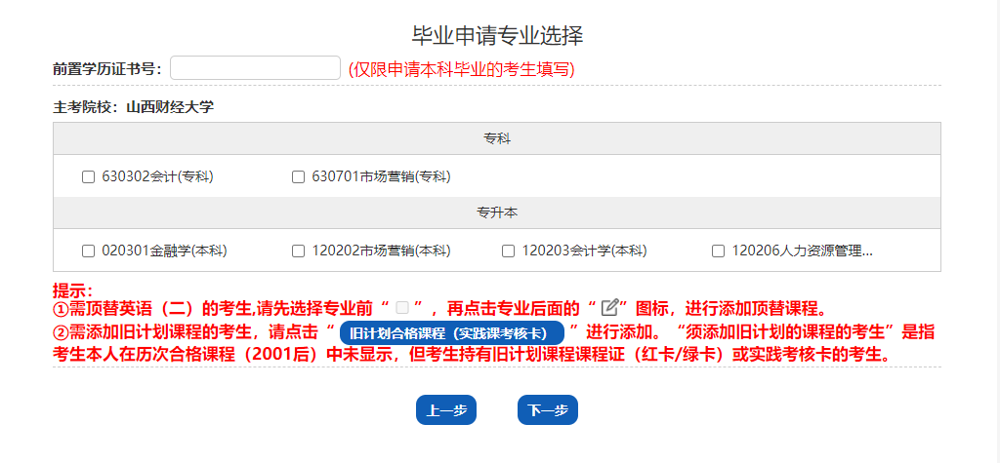 毕业申请专业选择
前置学历证书号： (仅限申请本科毕业的考生填写)
主考院校：山西财经大学
专科
630302会计(专科) 630701市场营销(专科)
专升本
020301金融学(本科) 120202市场营销(本科) 120203会计学(本科) 120206人力资源管理...
提示：
①需顶替英语（二）的考生,请先选择专业前“ ”，再点击专业后面的“ ”图标，进行添加顶替课程。
②需添加旧计划课程的考生，请点击“ 旧计划合格课程（实践课考核卡） ”进行添加。“须添加旧计划的课程的考生”是指
考生本人在历次合格课程（2001后）中未显示，但考生持有旧计划课程课程证（红卡/绿卡）或实践考核卡的考生。
上一步 下一步